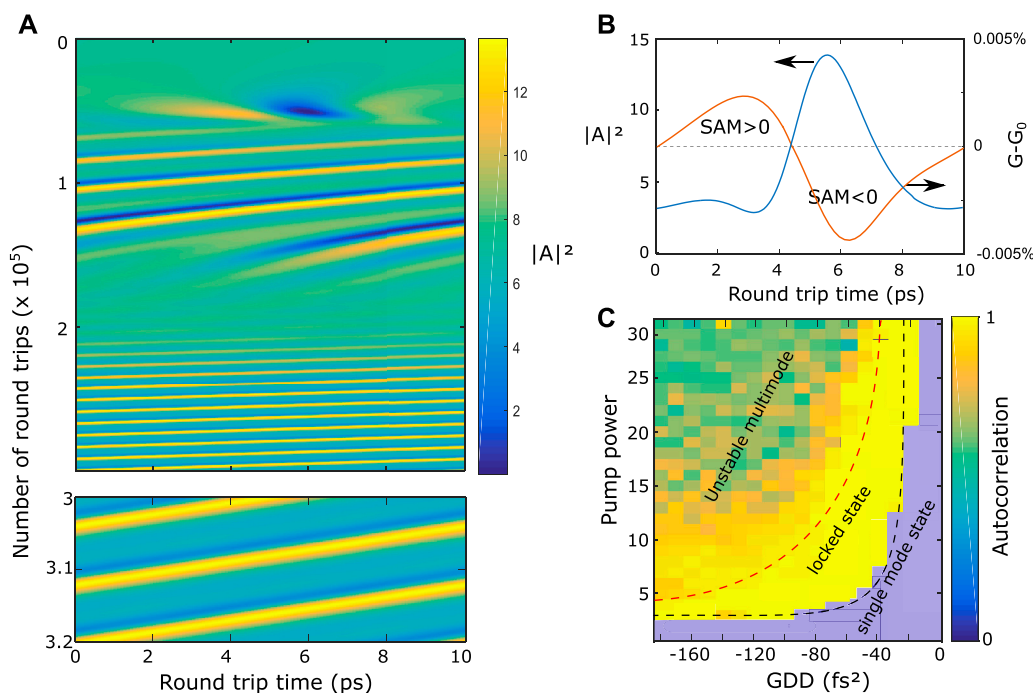 A
0
1
2
Number of round trips (x 10⁵)
12
10
8
6
4
2
|A|²
3
3.1
3.2
0 2 4 6 8 10
Round trip time (ps)
B
15
10
5
0
|A|²
SAM>0
SAM<0
0.005%
0
-0.005%
G-G₀
0 2 4 6 8 10
Round trip time (ps)
C
30
25
20
15
10
5
Pump power
Unstable multimode
locked state
single mode state
-160 -120 -80 -40 0
GDD (fs²)
1
0
Autocorrelation